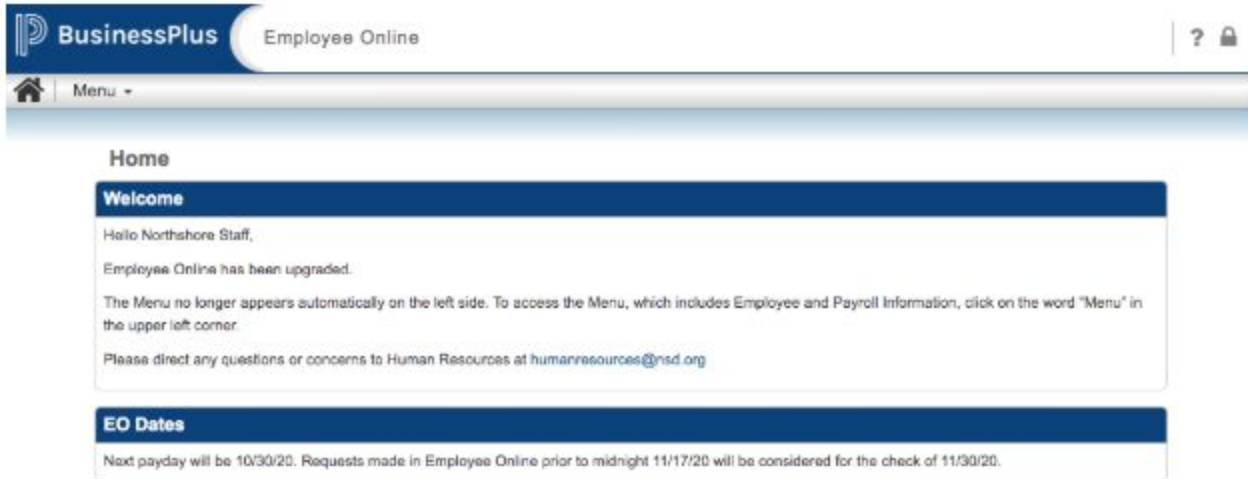 BusinessPlus Employee Online ?
Menu
Home
Welcome
Hello Northshore Staff,
Employee Online has been upgraded.
The Menu no longer appears automatically on the left side. To access the Menu, which includes Employee and Payroll Information, click on the word "Menu" in
the upper left corner.
Please direct any questions or concerns to Human Resources at humanresources@nsd.org
EO Dates
Next payday will be 10/30/20. Requests made in Employee Online prior to midnight 11/17/20 will be considered for the check of 11/30/20.